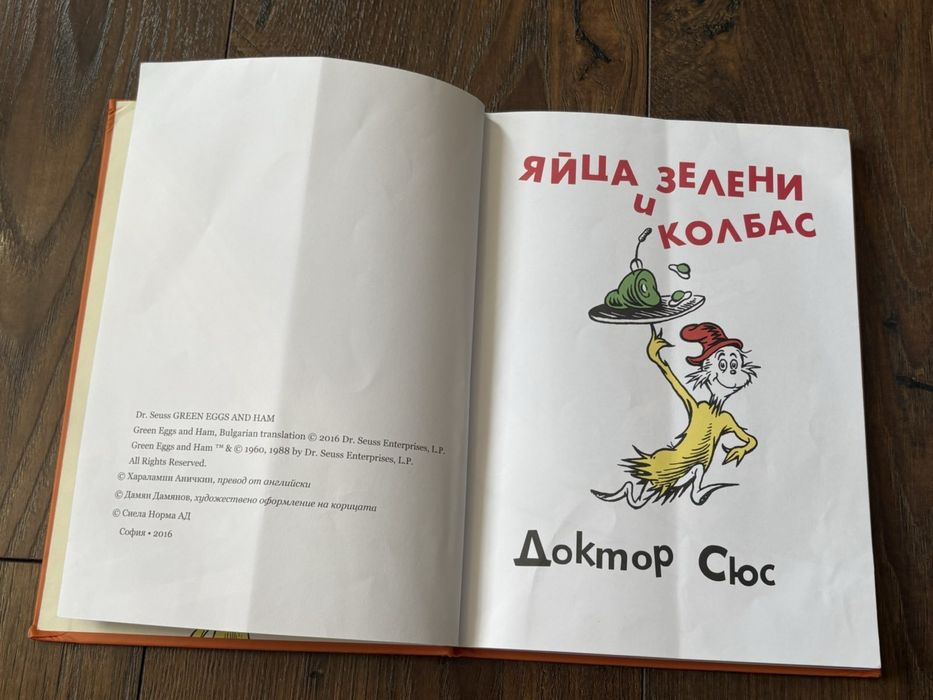 Dr. Seuss GREEN EGGS AND HAM
Green Eggs and Ham, Bulgarian translation © 2016 Dr. Seuss Enterprises, L.P.
Green Eggs and Ham ™ & © 1960, 1988 by Dr. Seuss Enterprises, L.P.
All Rights Reserved.
© Харалампи Аничкин, превод от английски
© Дамян Дамянов, художествено оформление на корицата
© Сиела Норма АД
София • 2016
ЯЙЦА ЗЕЛЕНИ
и
КОЛБАС
Доктор Сюс